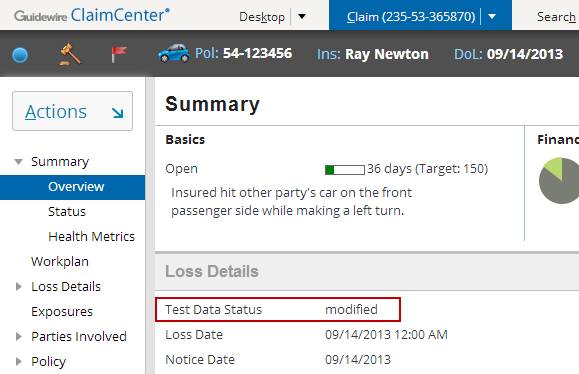 Guidewire ClaimCenter® Desktop Claim (235-53-365870) Search
Pol: 54-123456 Ins: Ray Newton DoL: 09/14/2013
Actions
Summary
Overview
Status
Health Metrics
Workplan
Loss Details
Exposures
Parties Involved
Policy
Summary
Basics
Open 36 days (Target: 150)
Insured hit other party's car on the front
passenger side while making a left turn.
Financ
Loss Details
Test Data Status modified
Loss Date 09/14/2013 12:00 AM
Notice Date 09/14/2013